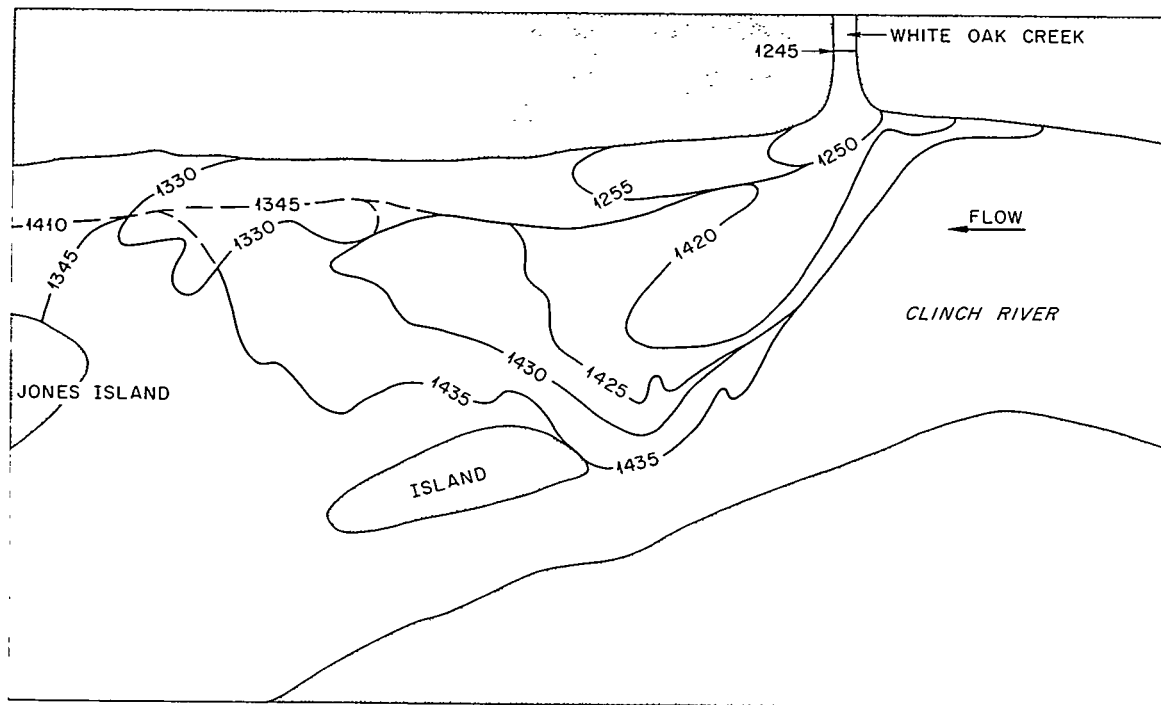 WHITE OAK CREEK
1245
1250
1255
1330
1345
1330
1410
1345
1420
FLOW
CLINCH RIVER
JONES ISLAND
1435
1430
1425
1435
ISLAND